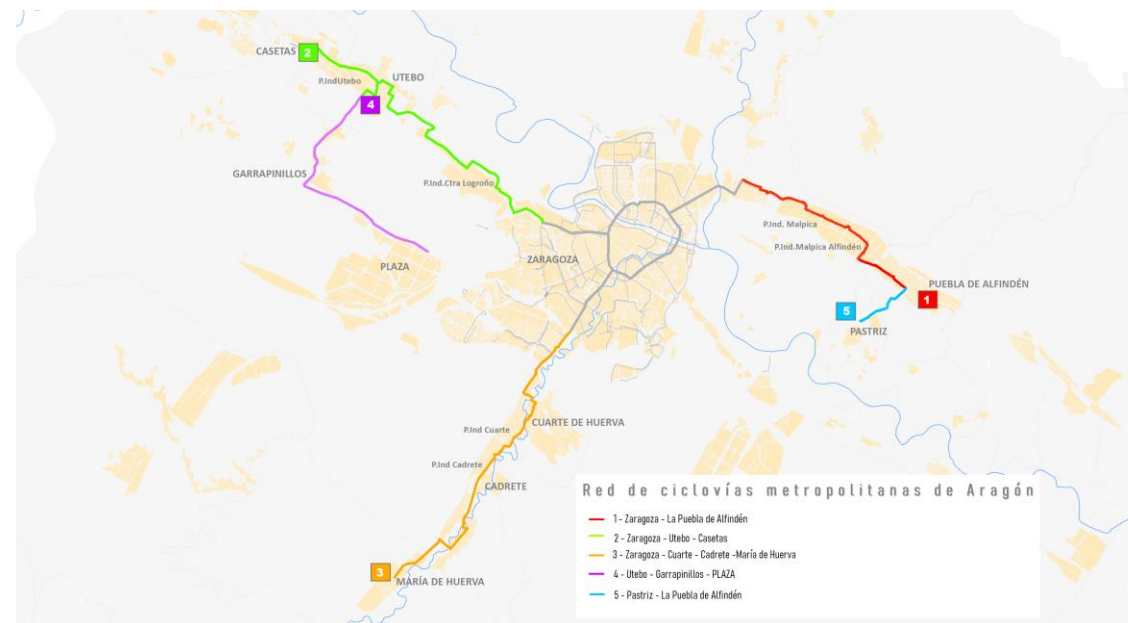 CASETAS
2
UTEBO
P.IndUtebo
4
GARRAPINILLOS
P.Ind.Ctra Logroño
P.Ind. Malpica
P.Ind.Malpica Alfindén
ZARAGOZA
PLAZA
PUEBLA DE ALFINDÉN
1
5
PASTRIZ
CUARTE DE HUERVA
P.Ind Cuarte
P.Ind Cadrete
CADRETE
3
MARÍA DE HUERVA
Red de ciclovías metropolitanas de Aragón
1 - Zaragoza - La Puebla de Alfindén
2 - Zaragoza - Utebo - Casetas
3 - Zaragoza - Cuarte - Cadrete -María de Huerva
4 - Utebo - Garrapinillos - PLAZA
5 - Pastriz - La Puebla de Alfindén